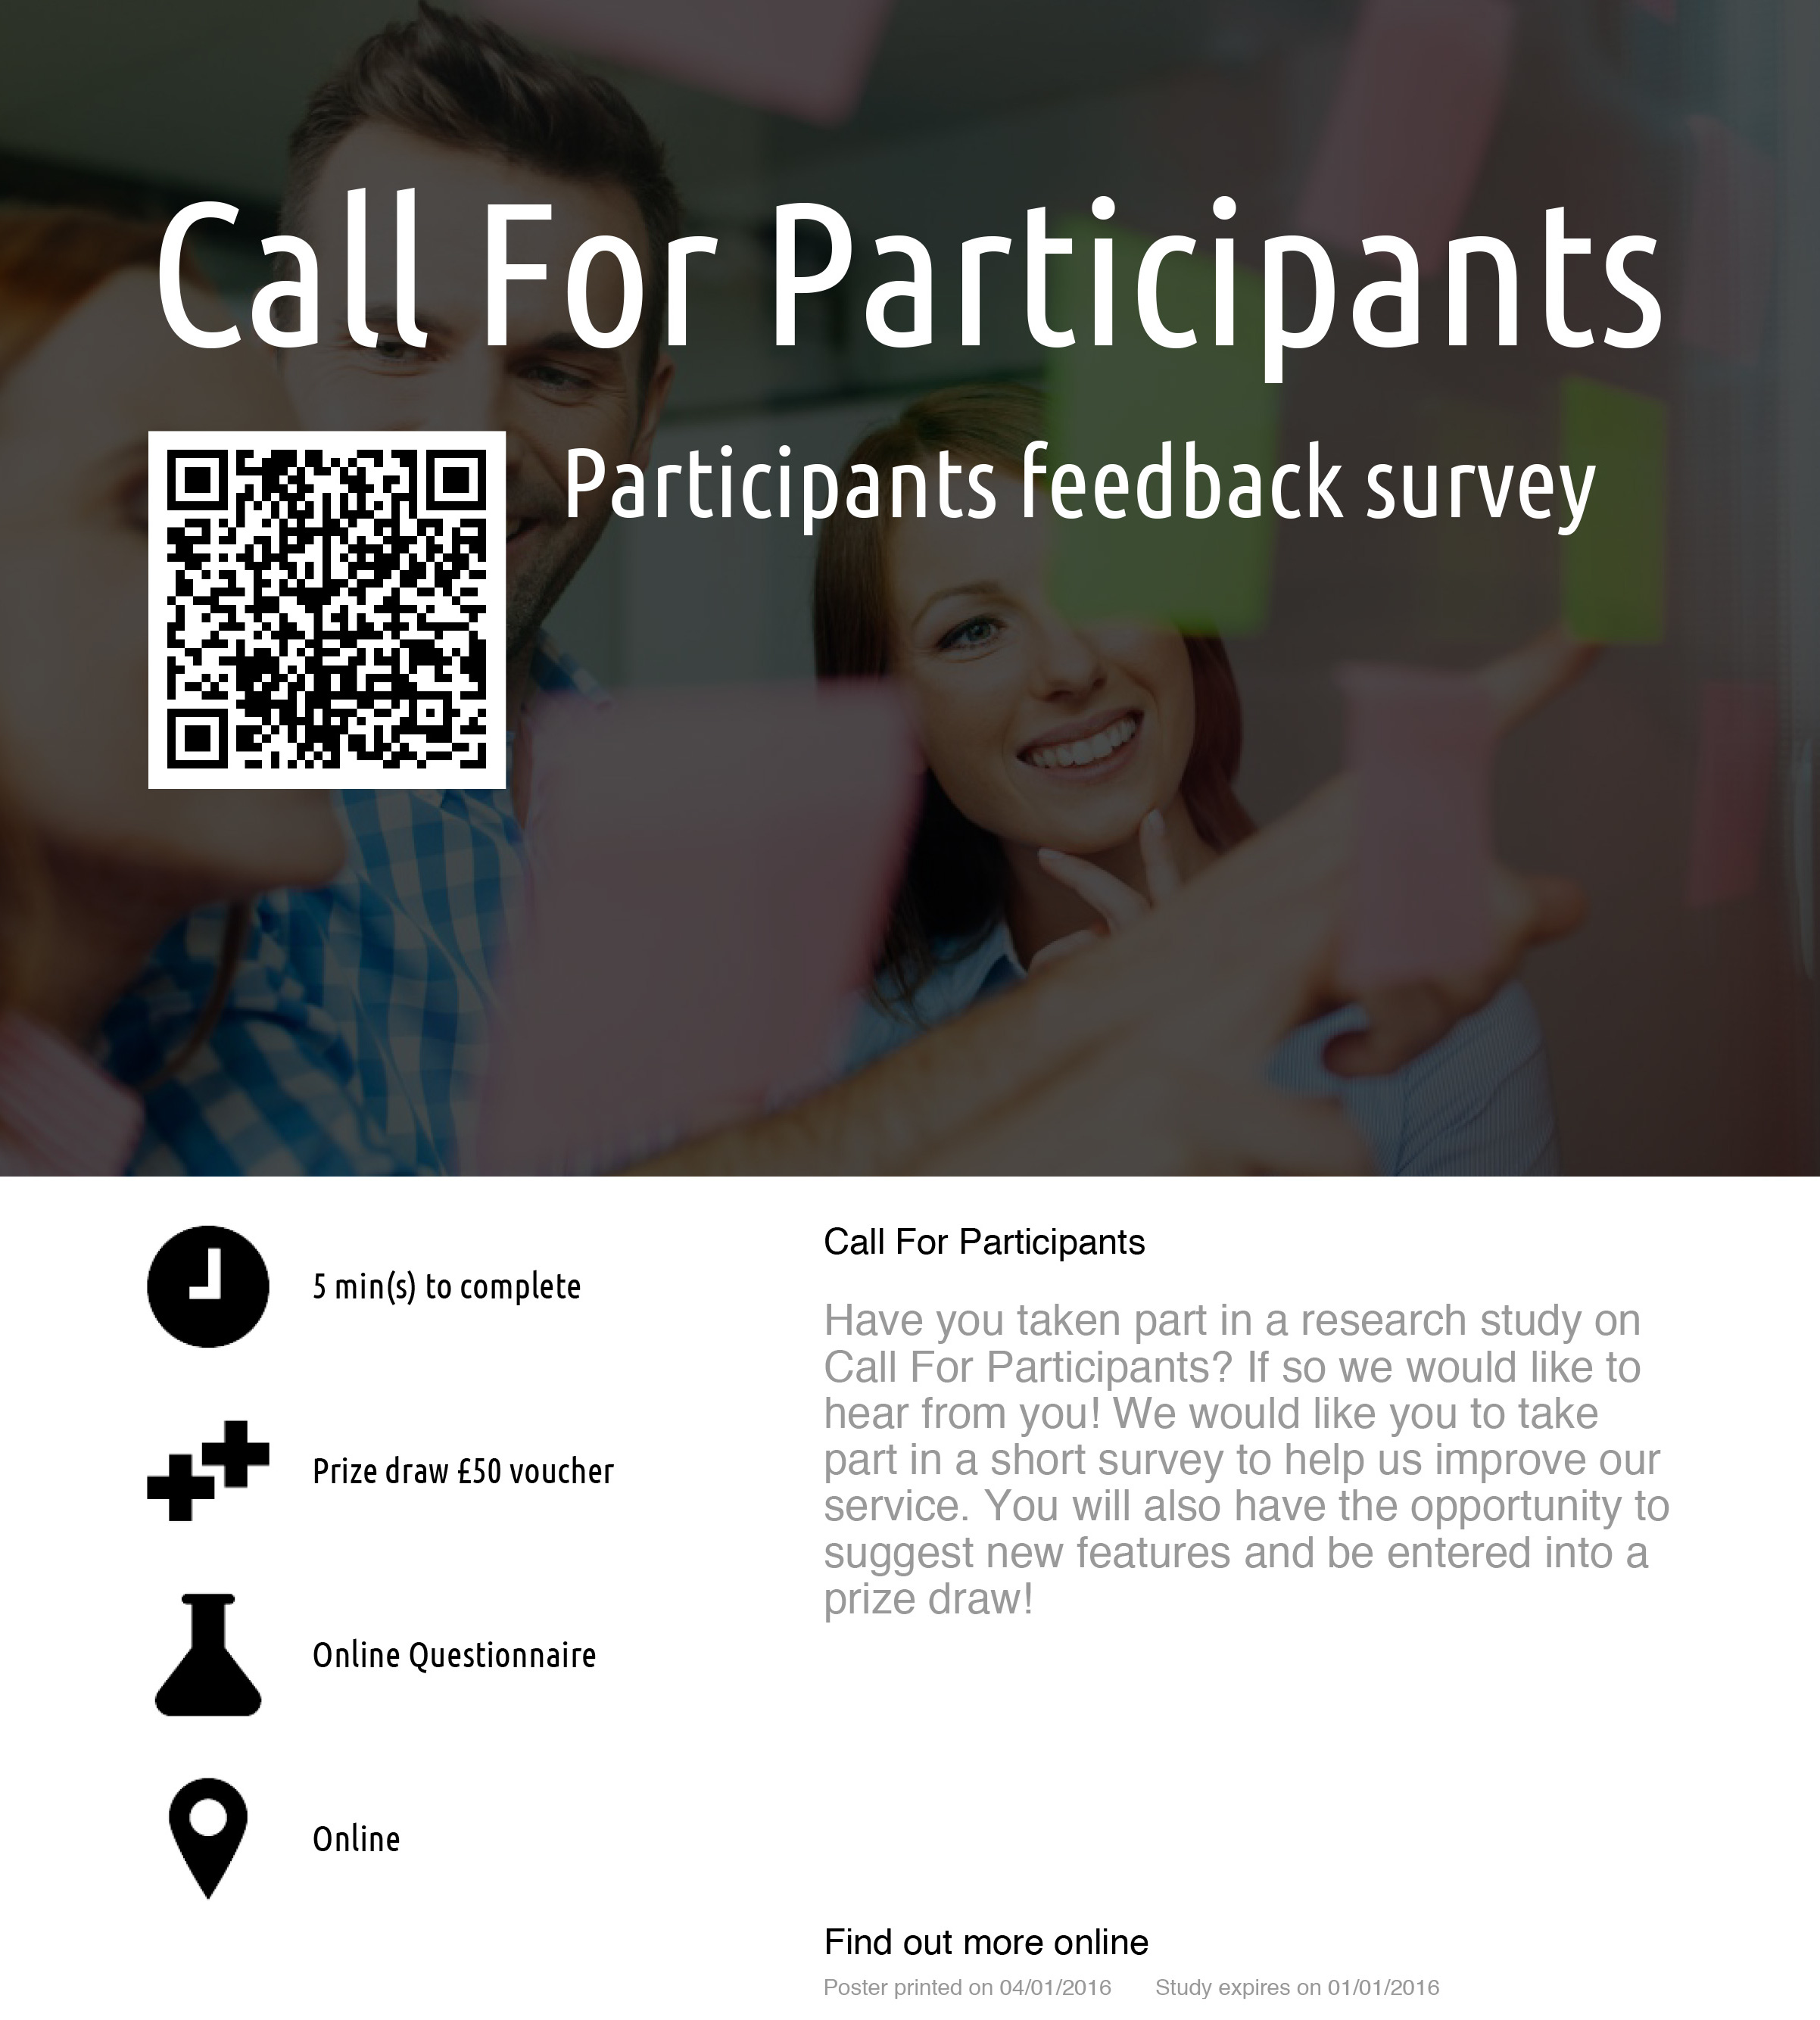 Call For Participants
Participants feedback survey
5 min(s) to complete
Prize draw £50 voucher
Online Questionnaire
Online
Call For Participants
Have you taken part in a research study on
Call For Participants? If so we would like to
hear from you! We would like you to take
part in a short survey to help us improve our
service. You will also have the opportunity to
suggest new features and be entered into a
prize draw!
Find out more online
Poster printed on 04/01/2016 Study expires on 01/01/2016